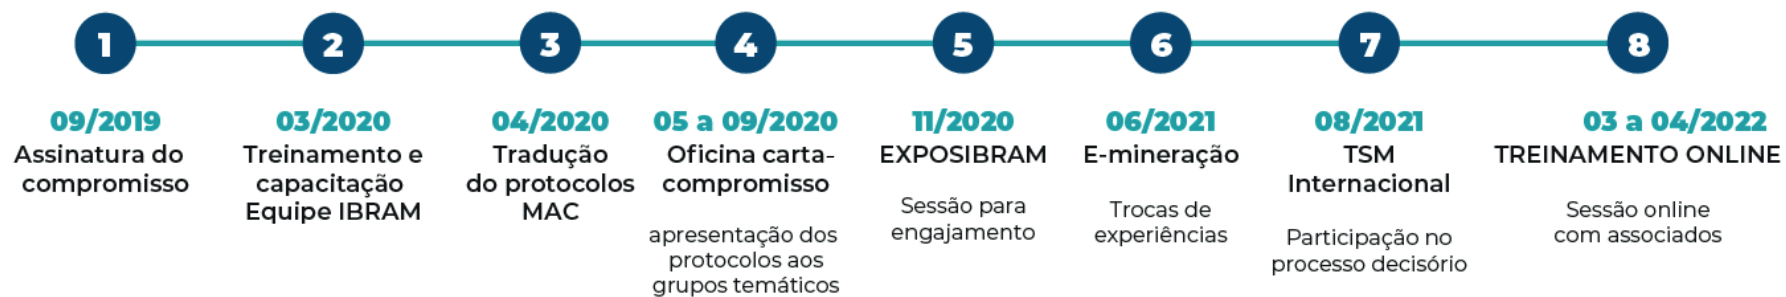 1
09/2019
Assinatura do
compromisso
2
03/2020
Treinamento e
capacitação
Equipe IBRAM
3
04/2020
Tradução
do protocolos
MAC
4
05 a 09/2020
Oficina carta-
compromisso
apresentação dos
protocolos aos
grupos temáticos
5
11/2020
EXPOSIBRAM
Sessão para
engajamento
6
06/2021
E-mineração
Trocas de
experiências
7
08/2021
TSM
Internacional
Participação no
processo decisório
8
03 a 04/2022
TREINAMENTO ONLINE
Sessão online
com associados